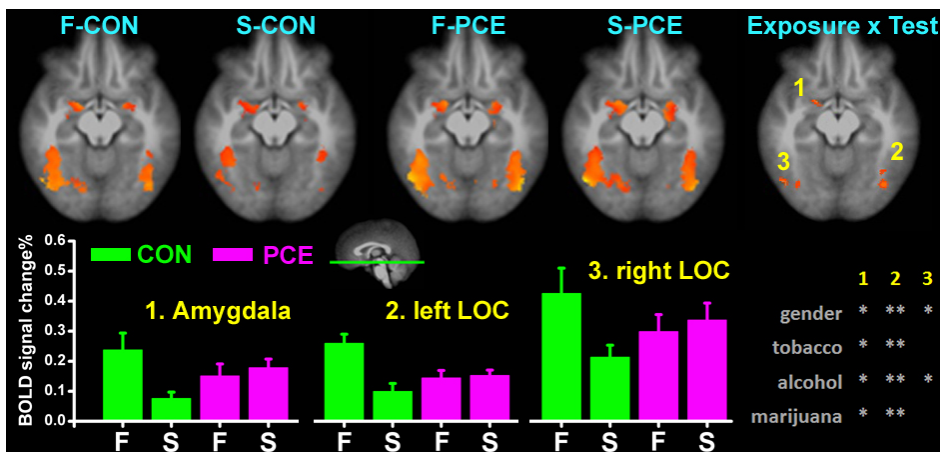 F-CON S-CON F-PCE S-PCE Exposure x Test
1
3
2
BOLD signal change%
0.6
0.5
0.4
0.3
0.2
0.1
0.0
CON PCE
1. Amygdala
2. left LOC
3. right LOC
F S F S F S F S F S F S
1 2 3
gender * ** *
tobacco * **
alcohol * ** *
marijuana * **